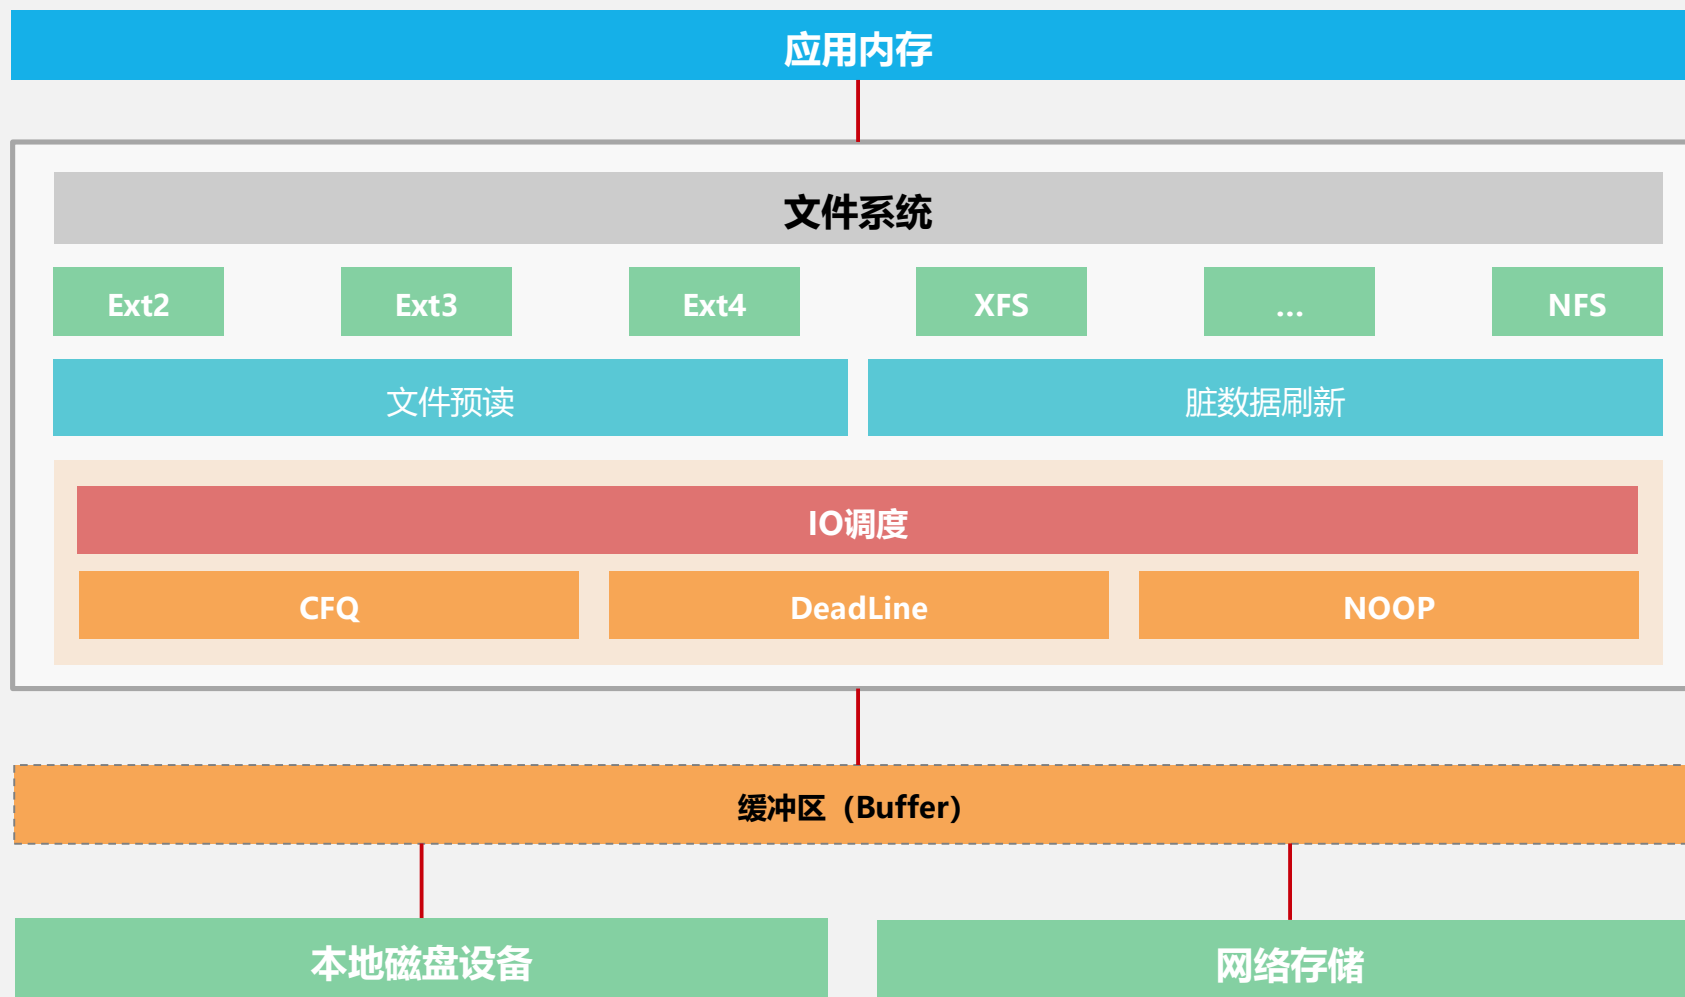 应用内存
文件系统
Ext2
Ext3
Ext4
XFS
...
NFS
文件预读
脏数据刷新
IO调度
CFQ
DeadLine
NOOP
缓冲区（Buffer）
本地磁盘设备
网络存储